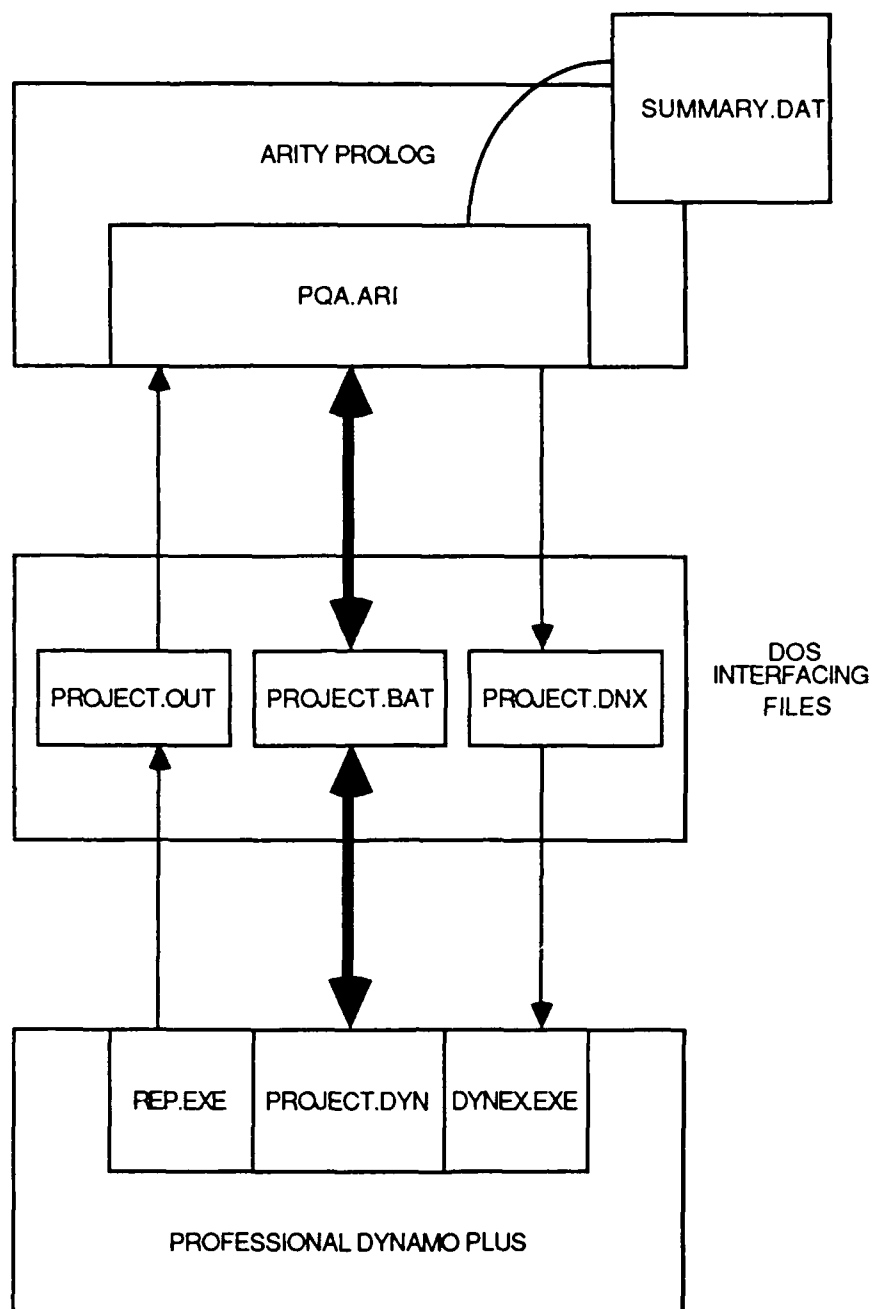 SUMMARY.DAT
ARITY PROLOG
PQA.ARI
PROJECT.OUT
PROJECT.BAT
PROJECT.DNX
DOS
INTERFACING
FILES
REP.EXE
PROJECT.DYN
DYNEX.EXE
PROFESSIONAL DYNAMO PLUS